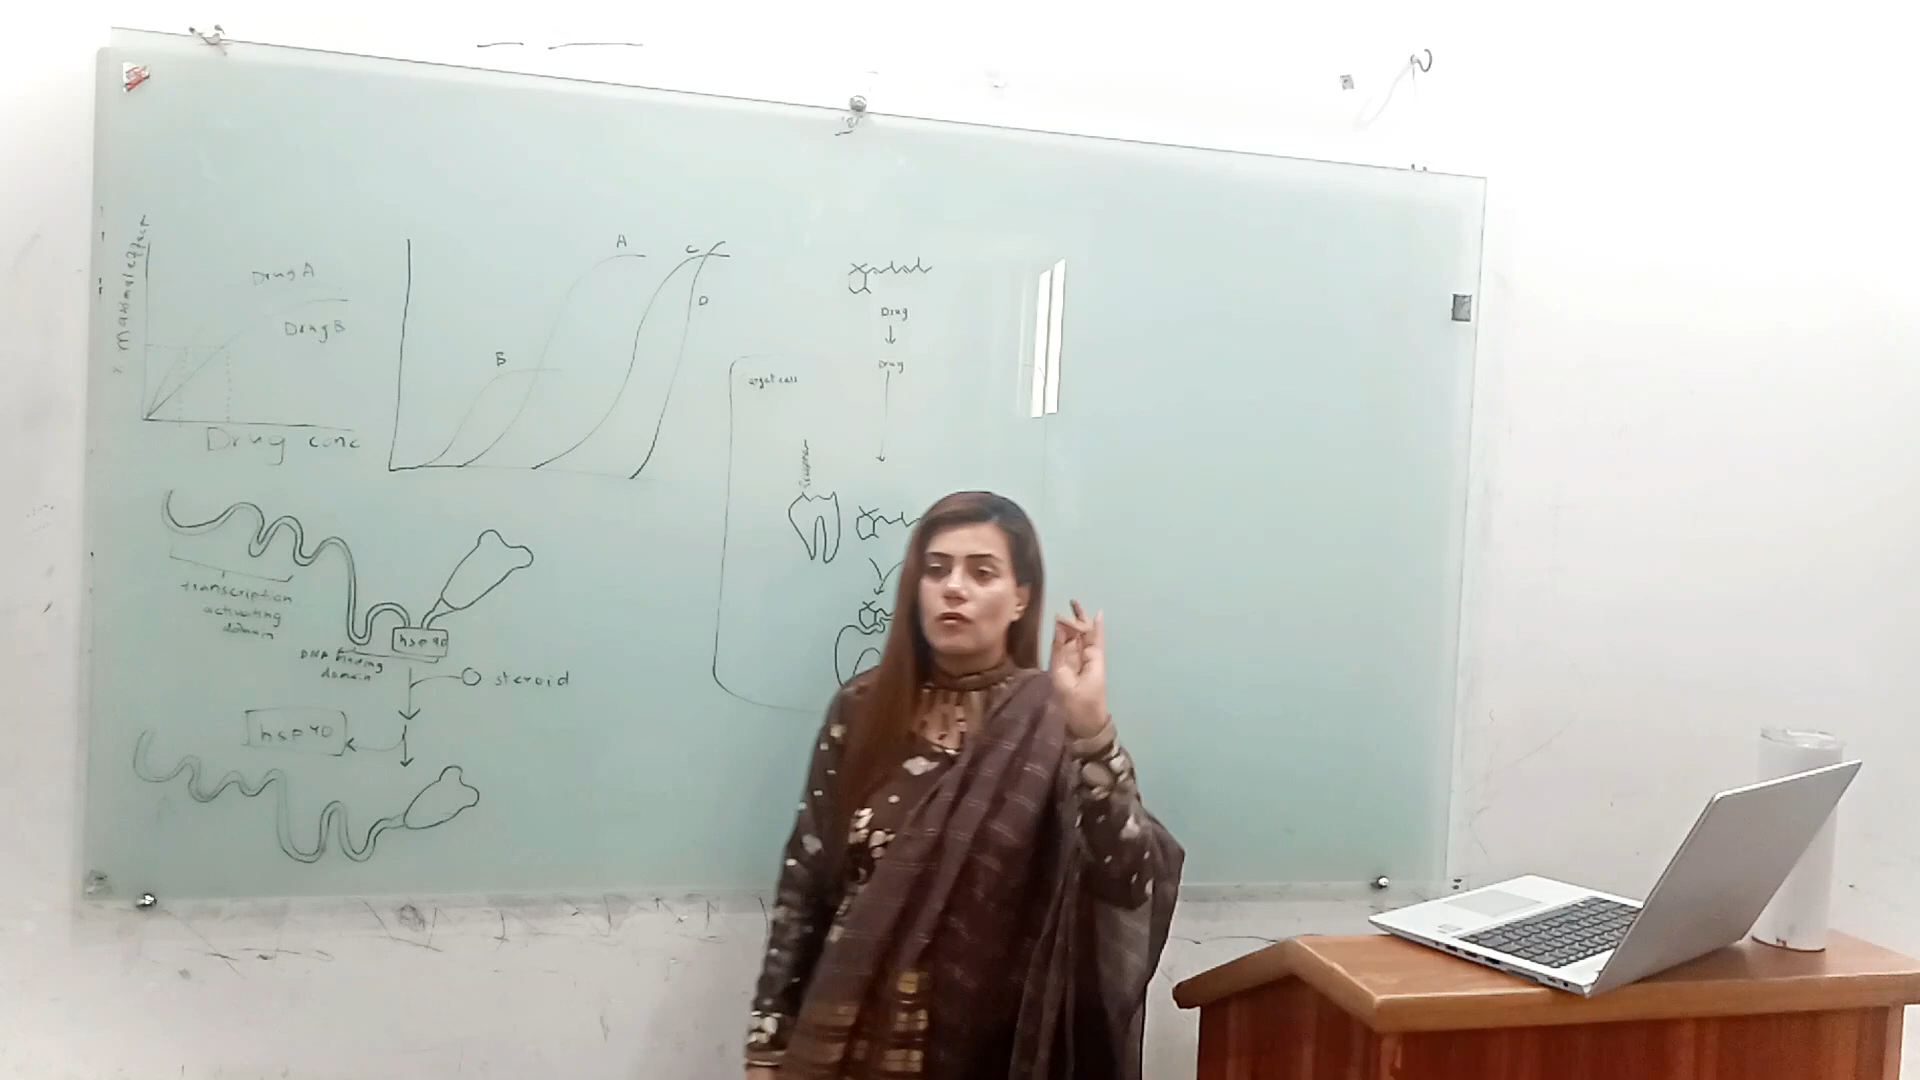 % maximal effect
Drug A
Drug B
Drug conc
A
B
C
D
Drug
Drug
transcription
activating
domain
hsp 90
DNA binding
domain
steroid
hsp 90